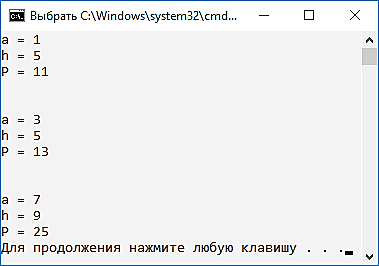 Выбрать C:\Windows\system32\cmd...
a = 1
h = 5
P = 11
a = 3
h = 5
P = 13
a = 7
h = 9
P = 25
Для продолжения нажмите любую клавишу . . .